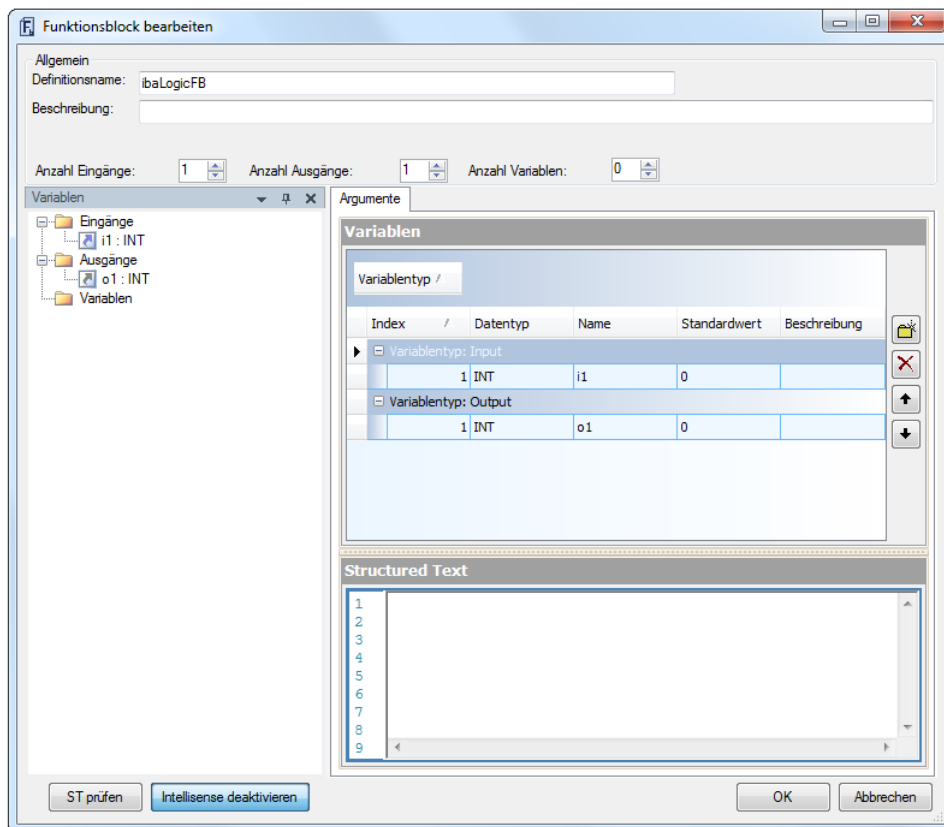 Funktionsblock bearbeiten
Allgemein
Definitionsname: ibaLogicFB
Beschreibung:
Anzahl Eingänge: 1 Anzahl Ausgänge: 1 Anzahl Variablen: 0
Variablen
Eingänge
i1 : INT
Ausgänge
o1 : INT
Variablen
Argumente
Variablen
Variablentyp
Index Datentyp Name Standardwert Beschreibung
Variablentyp: Input
1 INT i1 0
Variablentyp: Output
1 INT o1 0
Structured Text
1
2
3
4
5
6
7
8
9
ST prüfen Intellisense deaktivieren OK Abbrechen